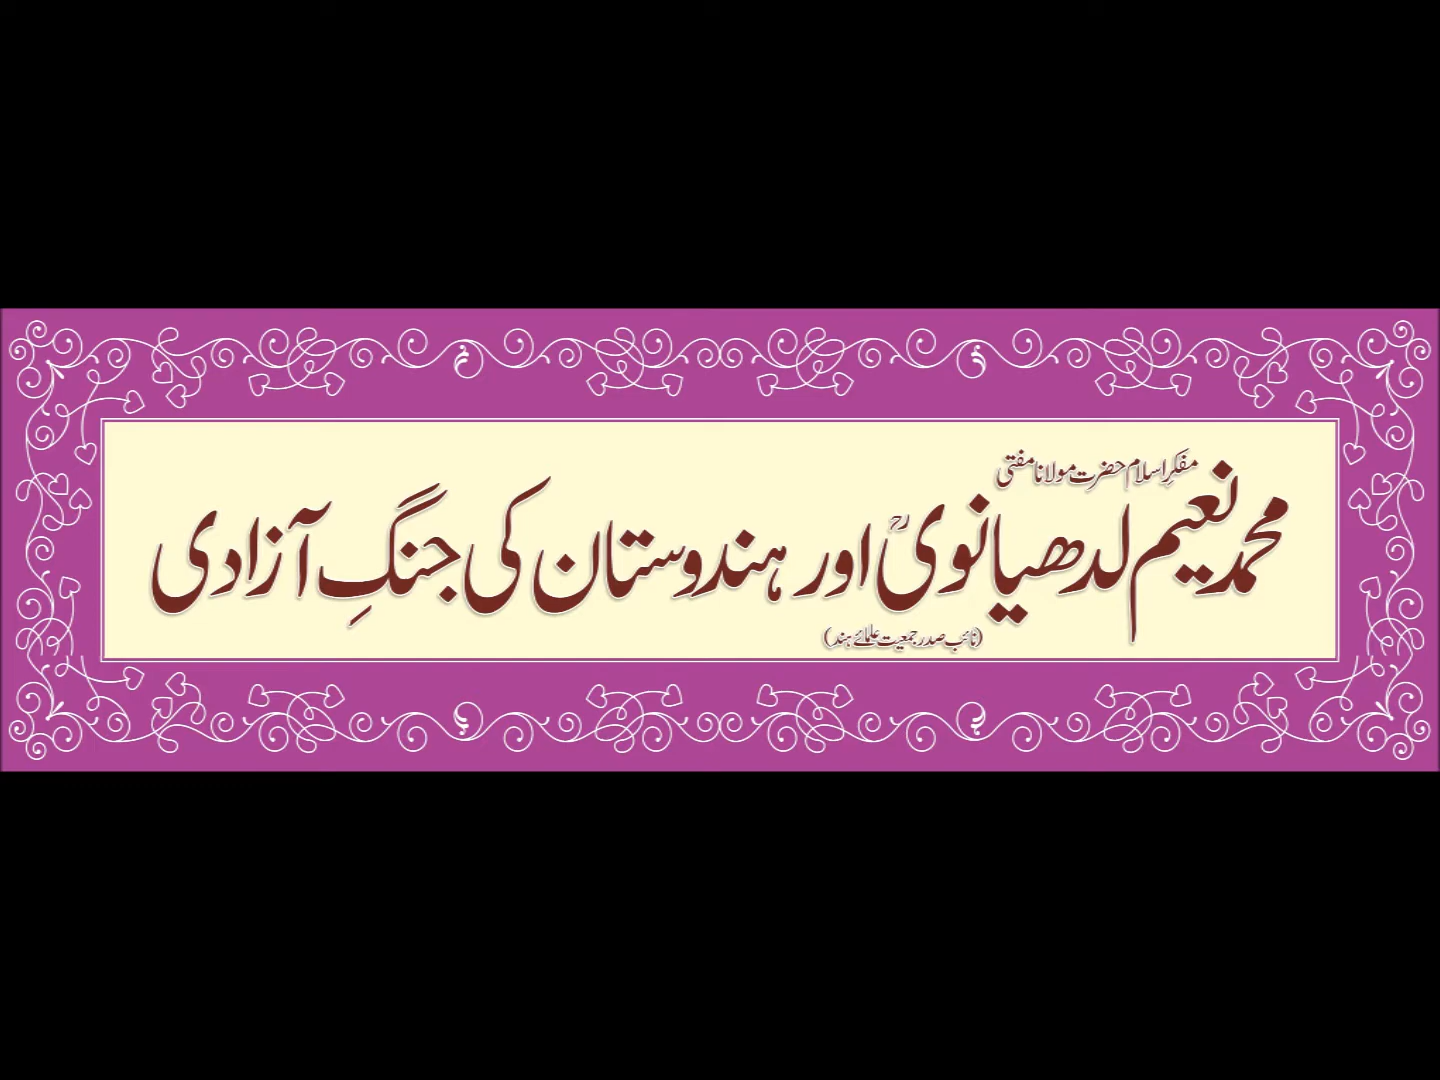 مفکرِ اسلام حضرت مولانا مفتی
محمد نعیم لدھیانویؒ اور ہندوستان کی جنگِ آزادی
(نائب صدر جمعیت علمائے ہند)